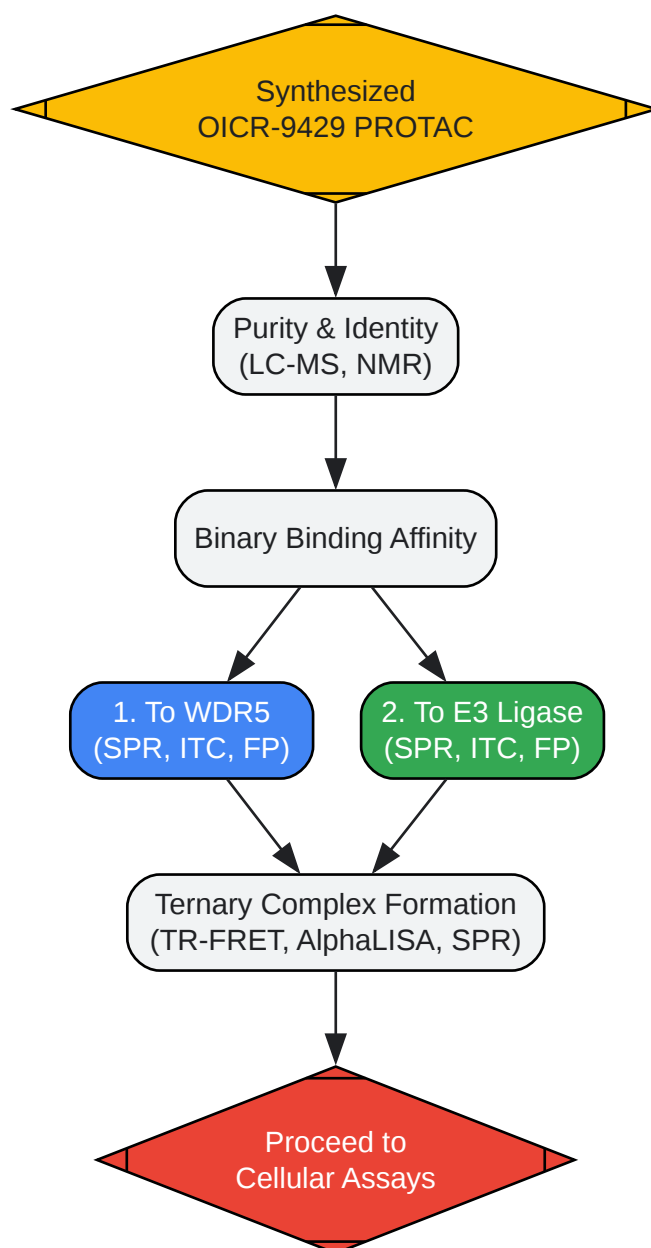 Synthesized
OICR-9429 PROTAC
Purity & Identity
(LC-MS, NMR)
Binary Binding Affinity
1. To WDR5
(SPR, ITC, FP)
2. To E3 Ligase
(SPR, ITC, FP)
Ternary Complex Formation
(TR-FRET, AlphaLISA, SPR)
Proceed to
Cellular Assays